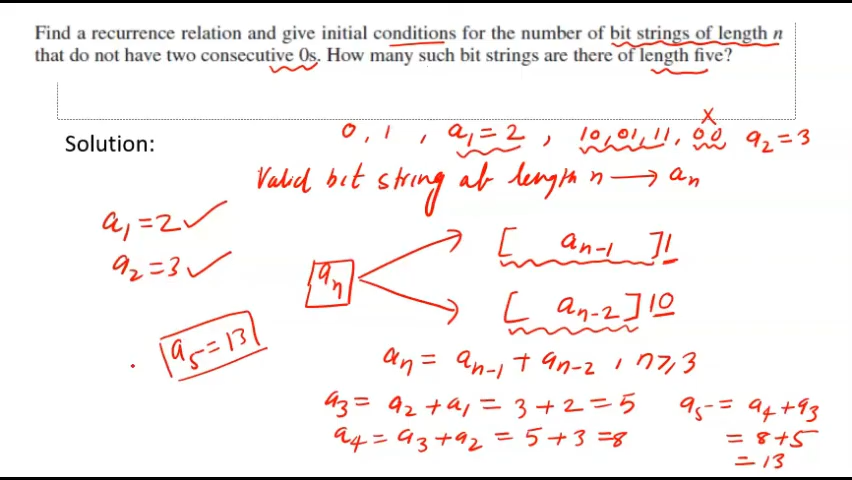 Find a recurrence relation and give initial conditions for the number of bit strings of length n
that do not have two consecutive 0s. How many such bit strings are there of length five?
0, 1 , a₁ = 2 , 10, 01, 11, 00 X a₂ = 3
Solution:
Valid bit string of length n → aₙ
a₁ = 2 ✓
a₂ = 3 ✓
aₙ
[ aₙ₋₁ ] 1
[ aₙ₋₂ ] 10
a₅ = 13
aₙ = aₙ₋₁ + aₙ₋₂ , n ≥ 3
a₃ = a₂ + a₁ = 3 + 2 = 5
a₄ = a₃ + a₂ = 5 + 3 = 8
a₅ = a₄ + a₃
= 8 + 5
= 13